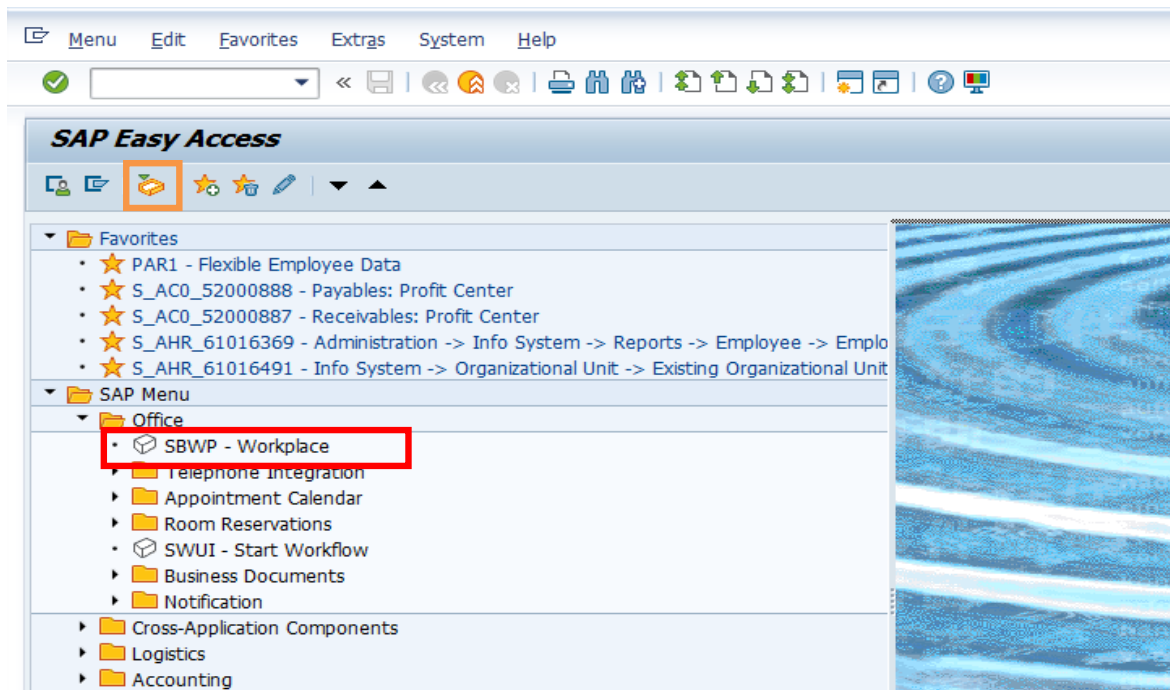 Menu Edit Favorites Extras System Help
SAP Easy Access
Favorites
PAR1 - Flexible Employee Data
S_AC0_52000888 - Payables: Profit Center
S_AC0_52000887 - Receivables: Profit Center
S_AHR_61016369 - Administration -> Info System -> Reports -> Employee -> Emplo
S_AHR_61016491 - Info System -> Organizational Unit -> Existing Organizational Unit
SAP Menu
Office
SBWP - Workplace
Telephone Integration
Appointment Calendar
Room Reservations
SWUI - Start Workflow
Business Documents
Notification
Cross-Application Components
Logistics
Accounting